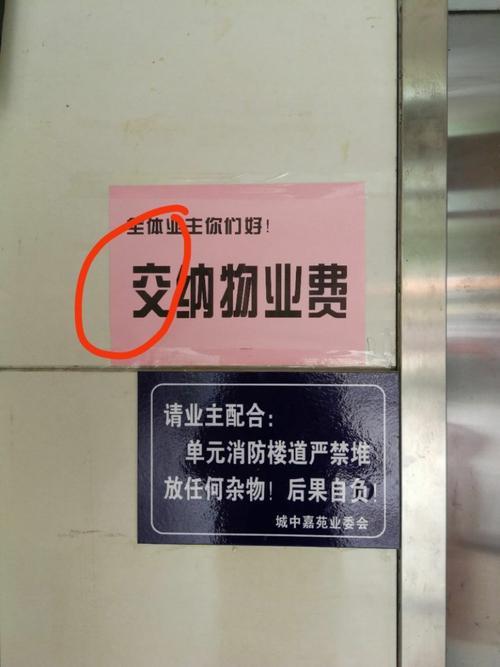 全体业主你们好!
交纳物业费
请业主配合:
单元消防楼道严禁堆
放任何杂物!后果自负!
城中嘉苑业委会